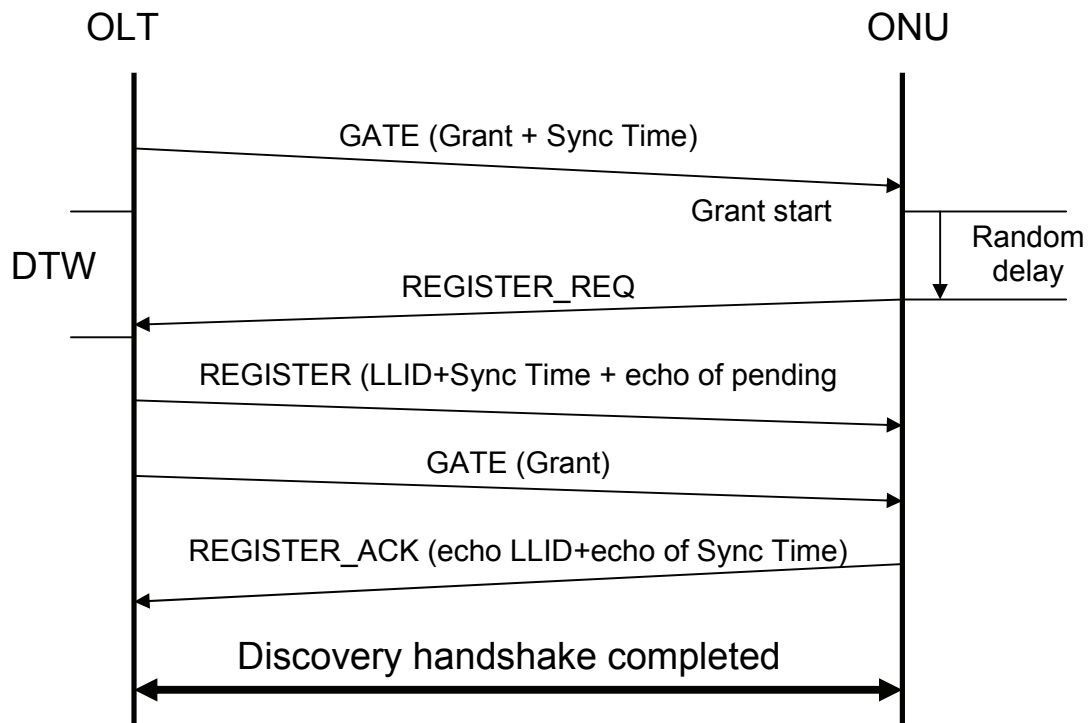 OLT
ONU
GATE (Grant + Sync Time)
Grant start
Random
delay
DTW
REGISTER_REQ
REGISTER (LLID+Sync Time + echo of pending
GATE (Grant)
REGISTER_ACK (echo LLID+echo of Sync Time)
Discovery handshake completed